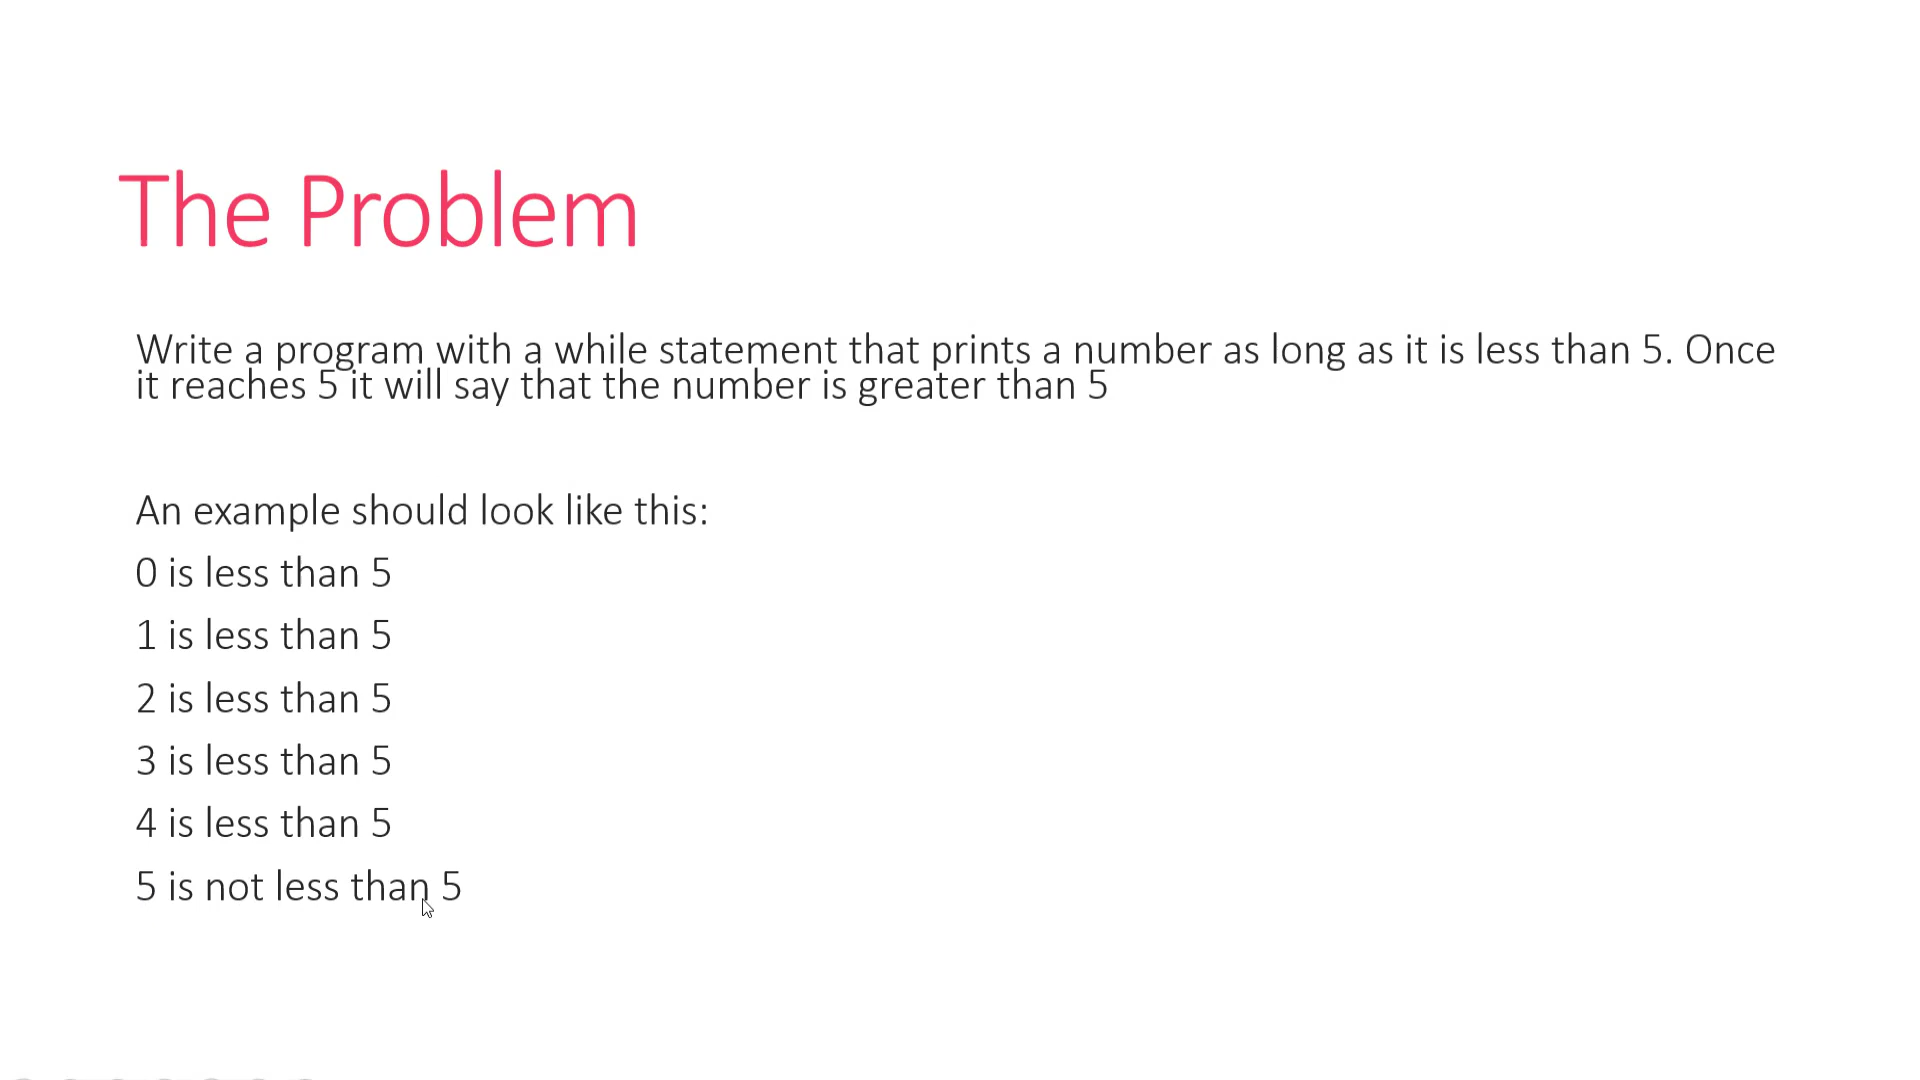 The Problem
Write a program with a while statement that prints a number as long as it is less than 5. Once
it reaches 5 it will say that the number is greater than 5
An example should look like this:
0 is less than 5
1 is less than 5
2 is less than 5
3 is less than 5
4 is less than 5
5 is not less than 5